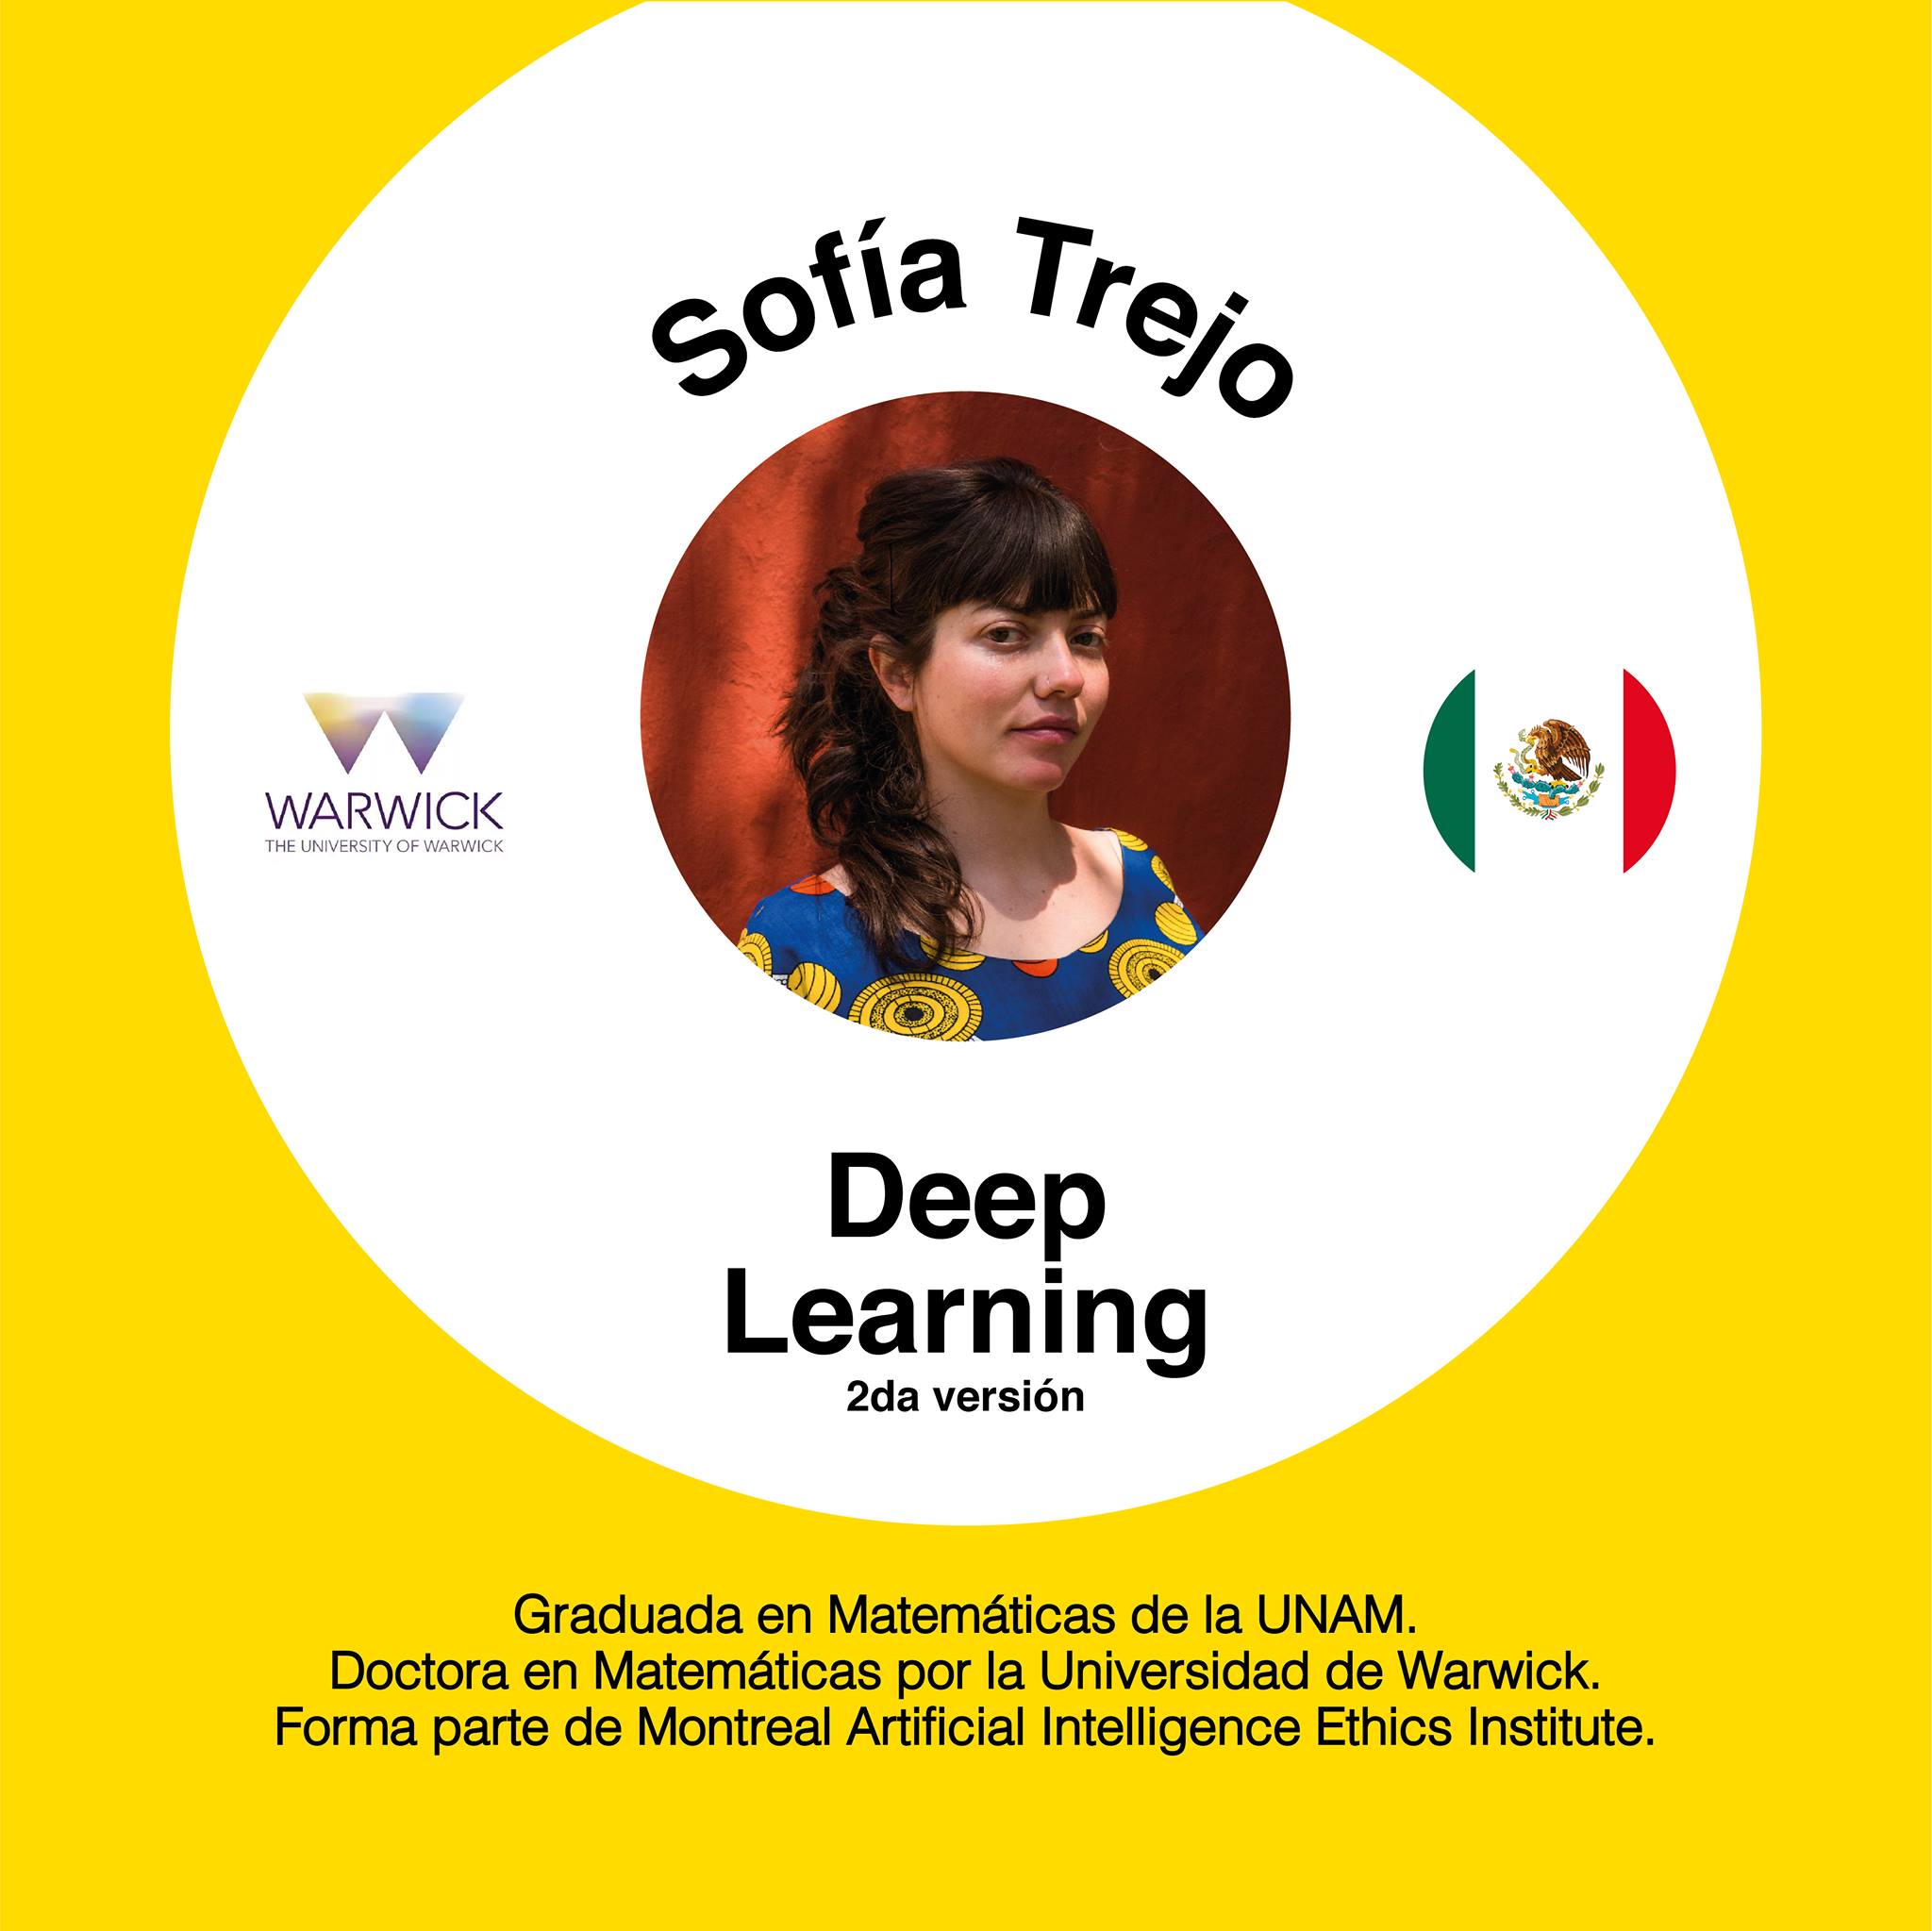 Sofía Trejo
WARWICK
THE UNIVERSITY OF WARWICK
Deep
Learning
2da versión
Graduada en Matemáticas de la UNAM.
Doctora en Matemáticas por la Universidad de Warwick.
Forma parte de Montreal Artificial Intelligence Ethics Institute.